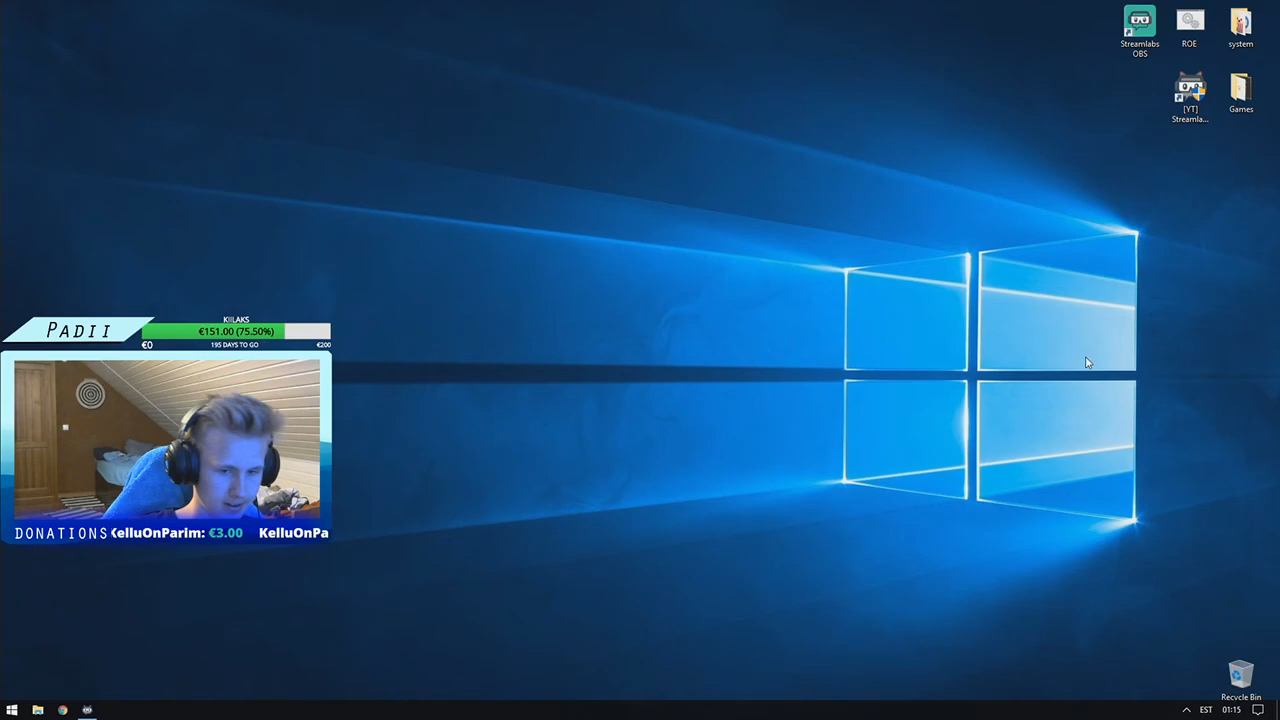 Streamlabs
OBS
ROE
system
[YT]
Streamla...
Games
PADII
KIILAKS
€151.00 (75.50%)
€0
195 DAYS TO GO
€200
DONATIONS KelluOnParim: €3.00 KelluOnPa
Recycle Bin
EST
01:15